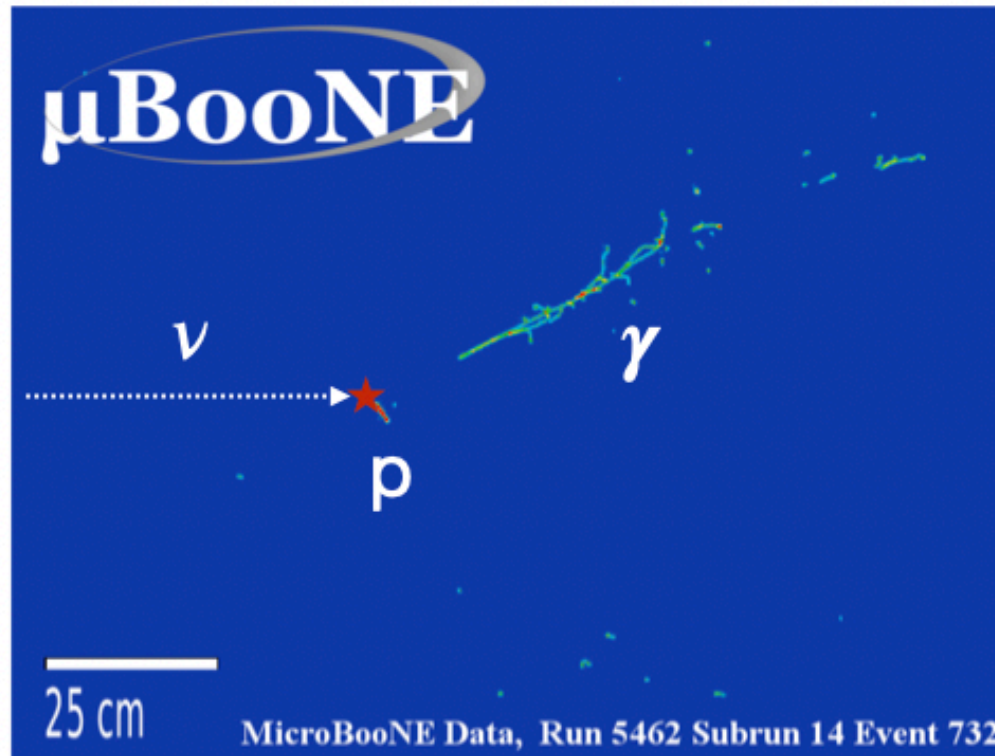 μBooNE
ν
γ
p
25 cm
MicroBooNE Data, Run 5462 Subrun 14 Event 732